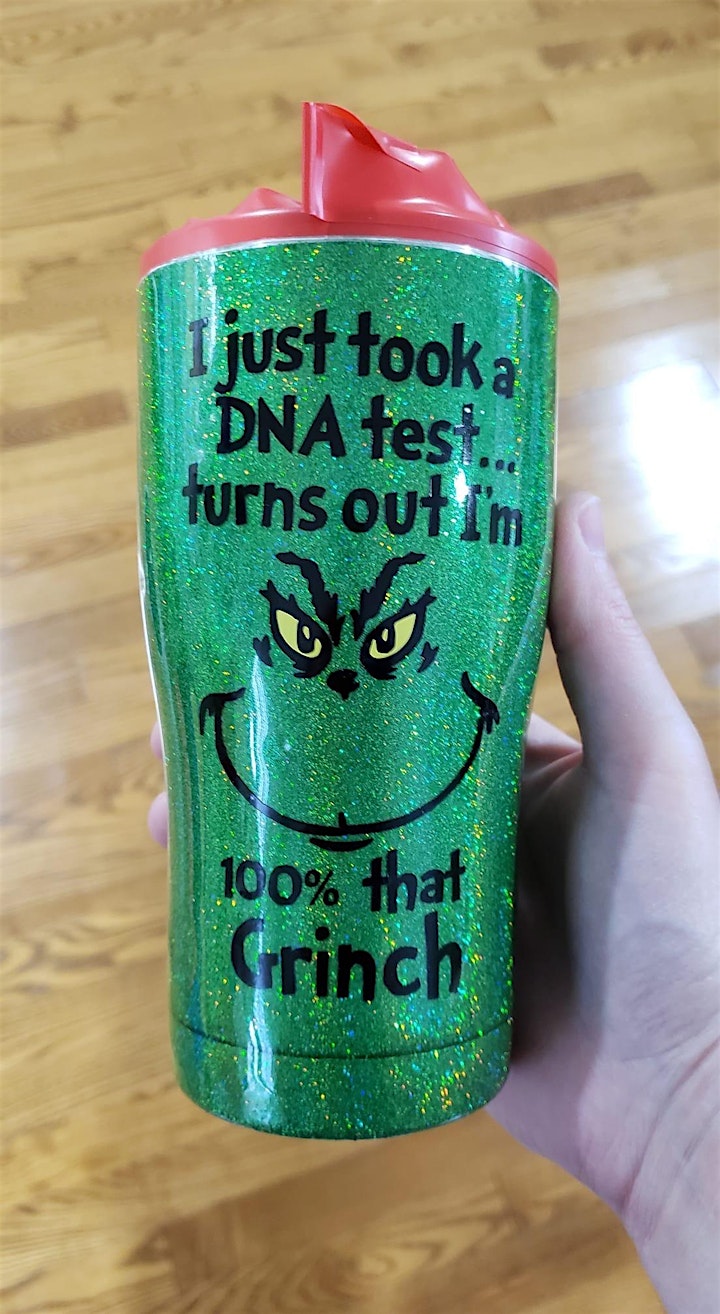 I just took a
DNA test...
turns out I'm
100% that
Grinch